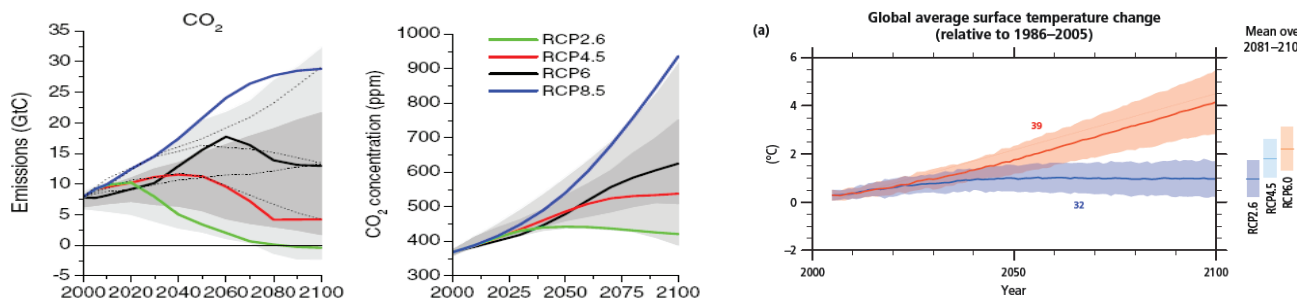 CO2
Emissions (GtC)
35
30
25
20
15
10
5
0
-5
2000 2020 2040 2060 2080 2100
CO2 concentration (ppm)
1000
900
800
700
600
500
400
300
2000 2025 2050 2075 2100
RCP2.6
RCP4.5
RCP6
RCP8.5
(a)
Global average surface temperature change
(relative to 1986–2005)
(°C)
6
4
2
0
−2
39
32
2000 2050 2100
Year
Mean
2081–
RCP2.6
RCP4.5
RCP6.0